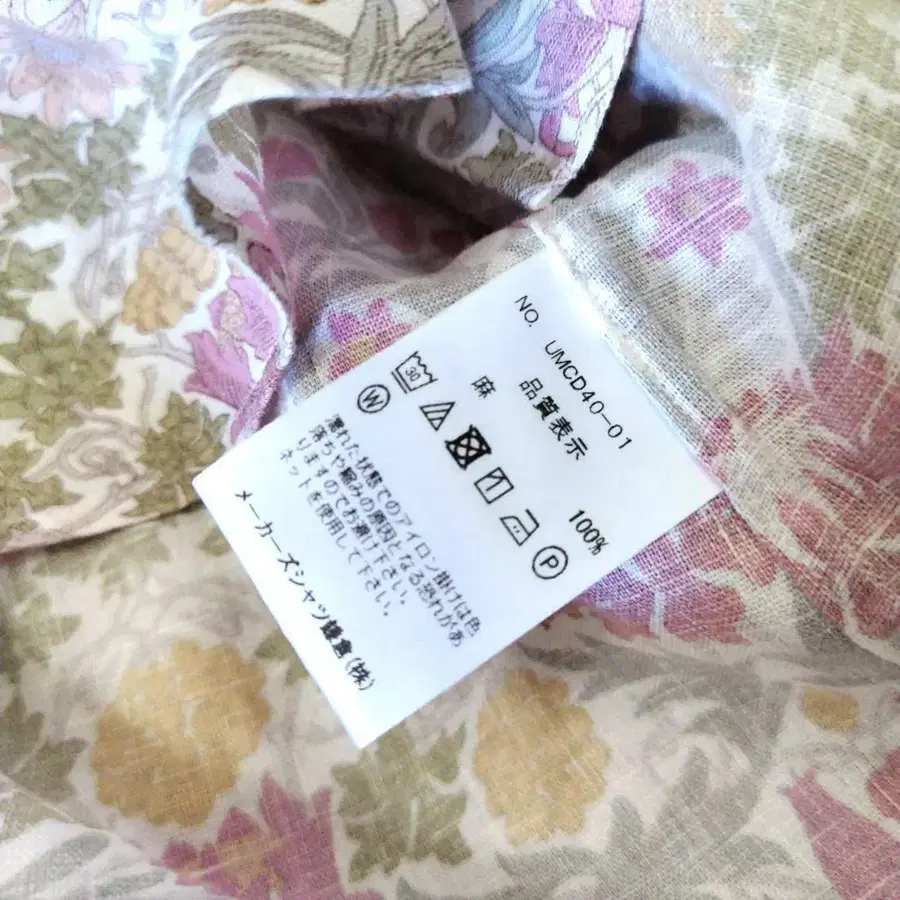 NO. UMCD40-01
品質表示
麻 100%
30
P
W
濡れた状態でのアイロン掛けは色
落ちや縮みの原因となる恐れがあ
りますのでお避け下さい。
ネットを使用して下さい。
メーカーズシャツ鎌倉(株)